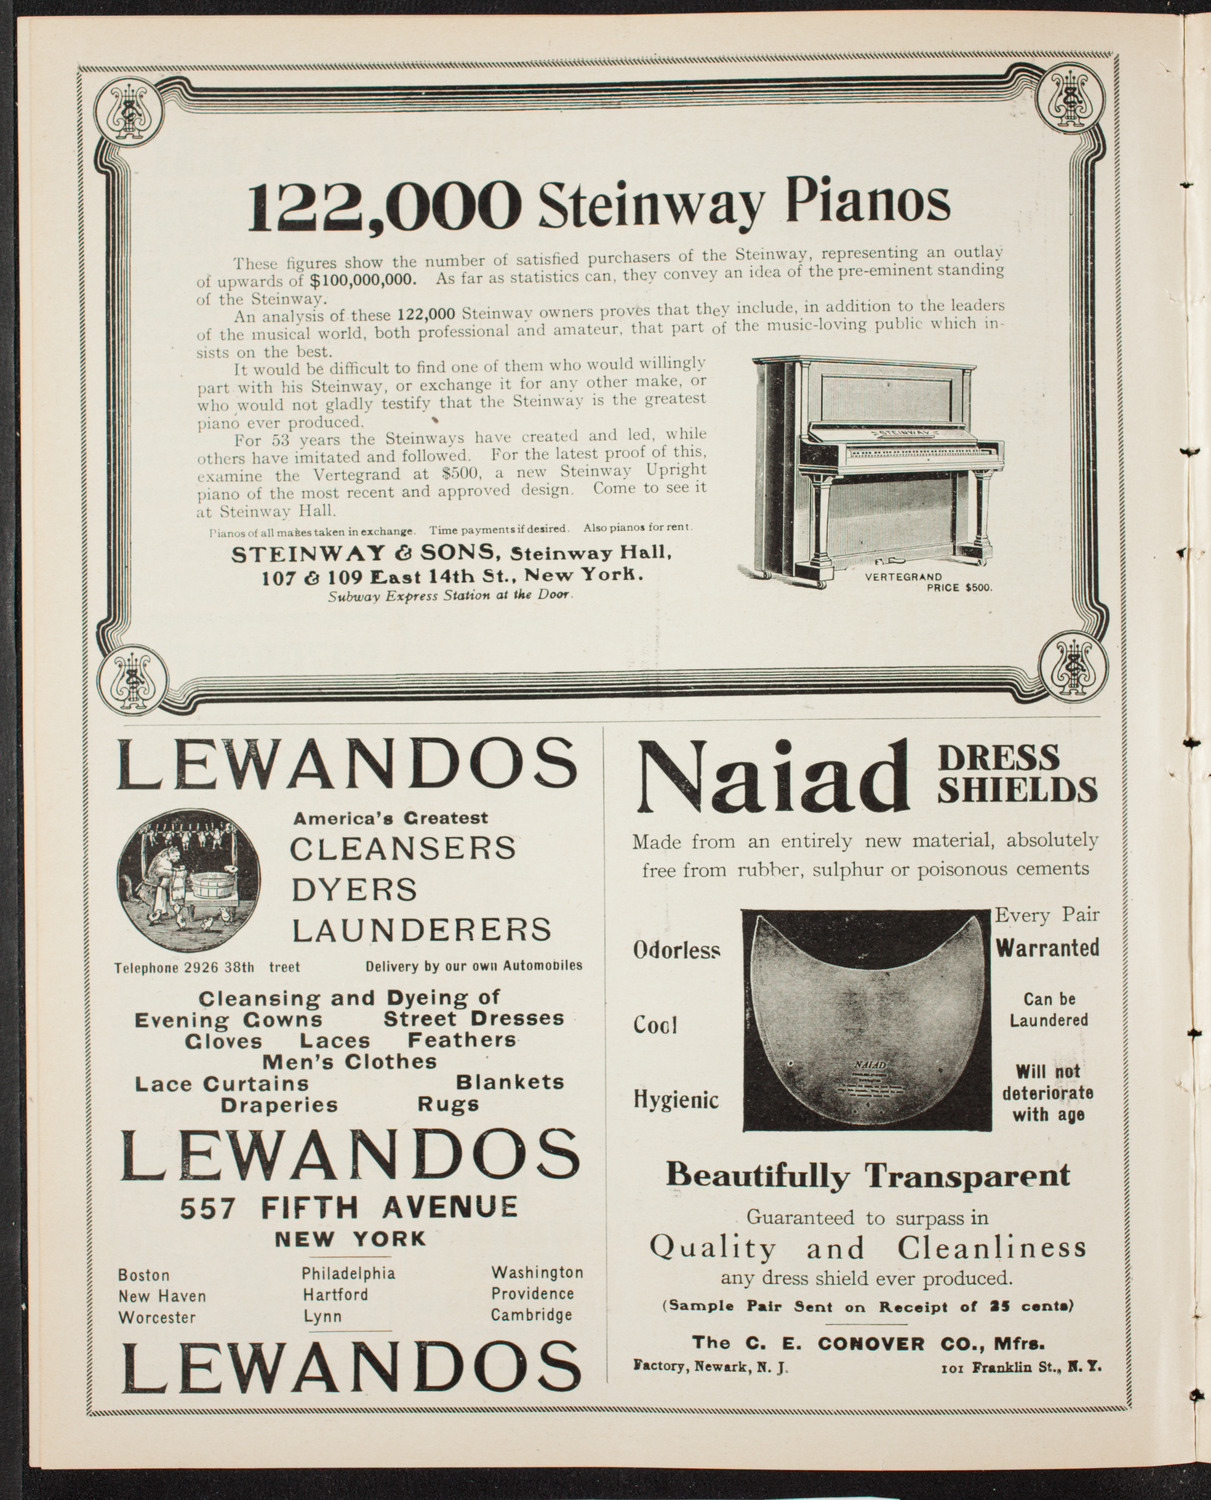 122,000 Steinway Pianos
These figures show the number of satisfied purchasers of the Steinway, representing an outlay
of upwards of $100,000,000. As far as statistics can, they convey an idea of the pre-eminent standing
of the Steinway.
An analysis of these 122,000 Steinway owners proves that they include, in addition to the leaders
of the musical world, both professional and amateur, that part of the music-loving public which in-
sists on the best.
It would be difficult to find one of them who would willingly
part with his Steinway, or exchange it for any other make, or
who would not gladly testify that the Steinway is the greatest
piano ever produced.
For 53 years the Steinways have created and led, while
others have imitated and followed. For the latest proof of this,
examine the Vertegrand at $500, a new Steinway Upright
piano of the most recent and approved design. Come to see it
at Steinway Hall.
Pianos of all makes taken in exchange. Time payments if desired. Also pianos for rent.
STEINWAY & SONS, Steinway Hall,
107 & 109 East 14th St., New York.
Subway Express Station at the Door.
STEINWAY
VERTEGRAND
PRICE $500.
LEWANDOS
America's Greatest
CLEANSERS
DYERS
LAUNDERERS
Telephone 2926 38th treet Delivery by our own Automobiles
Cleansing and Dyeing of
Evening Gowns Street Dresses
Gloves Laces Feathers
Men's Clothes
Lace Curtains Blankets
Draperies Rugs
LEWANDOS
557 FIFTH AVENUE
NEW YORK
Boston Philadelphia Washington
New Haven Hartford Providence
Worcester Lynn Cambridge
LEWANDOS
Naiad DRESS
SHIELDS
Made from an entirely new material, absolutely
free from rubber, sulphur or poisonous cements
Odorless
Cool
Hygienic
NAIAD
Every Pair
Warranted
Can be
Laundered
Will not
deteriorate
with age
Beautifully Transparent
Guaranteed to surpass in
Quality and Cleanliness
any dress shield ever produced.
(Sample Pair Sent on Receipt of 25 cents)
The C. E. CONOVER CO., Mfrs.
Factory, Newark, N. J. 101 Franklin St., N. Y.